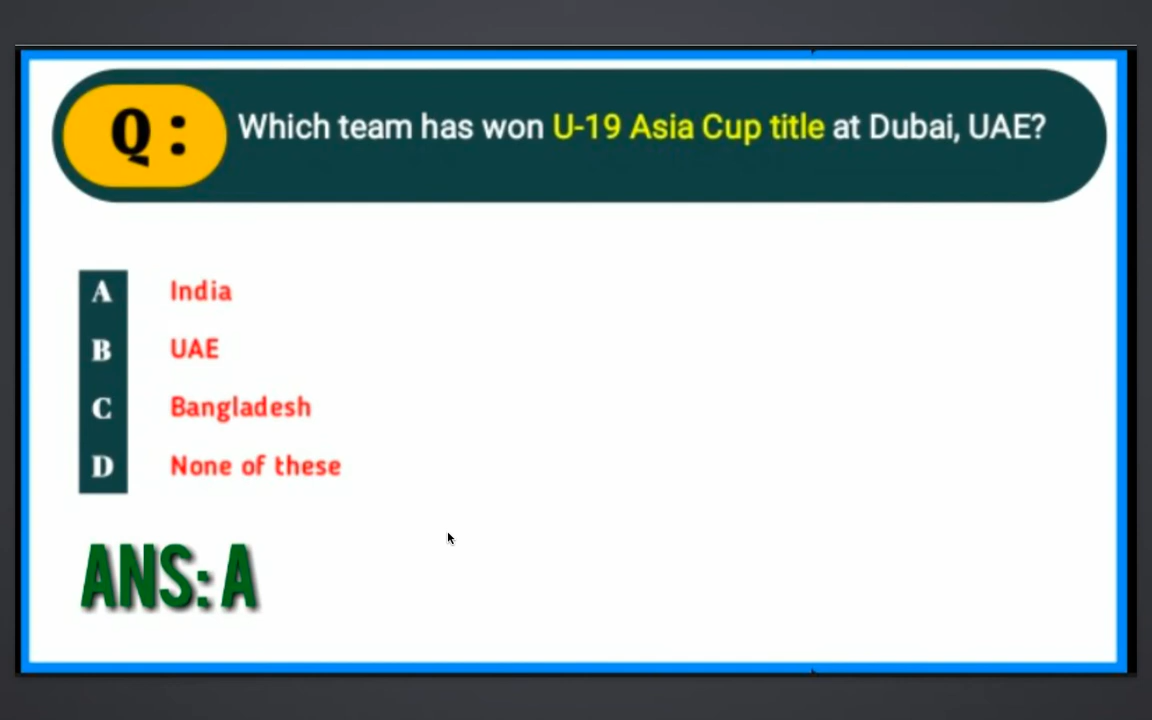 Q: Which team has won U-19 Asia Cup title at Dubai, UAE?
A India
B UAE
C Bangladesh
D None of these
ANS: A